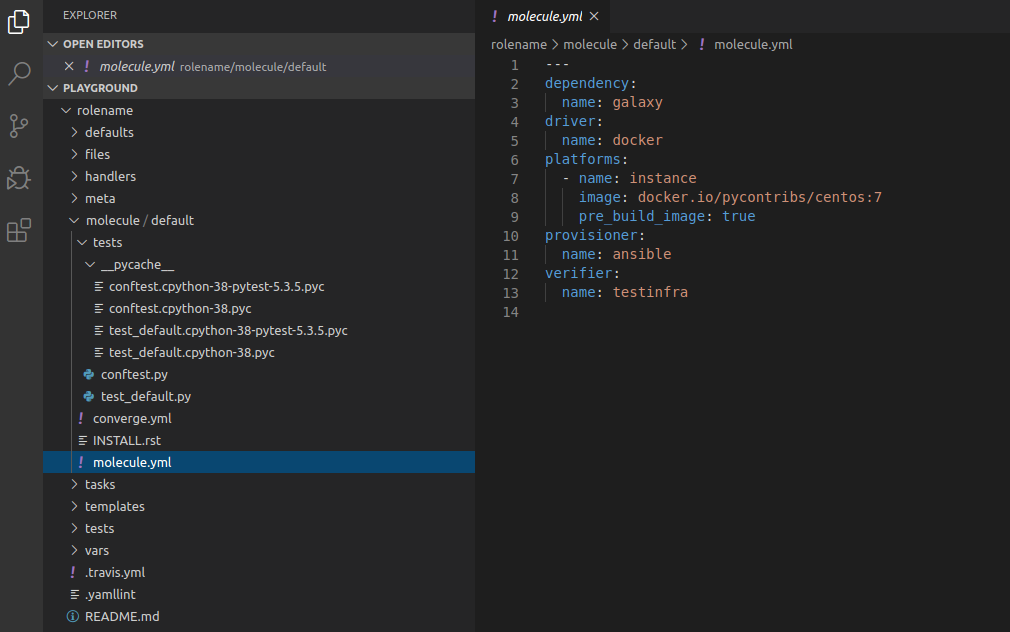 EXPLORER
OPEN EDITORS
molecule.yml rolename/molecule/default
PLAYGROUND
rolename
defaults
files
handlers
meta
molecule / default
tests
__pycache__
conftest.cpython-38-pytest-5.3.5.pyc
conftest.cpython-38.pyc
test_default.cpython-38-pytest-5.3.5.pyc
test_default.cpython-38.pyc
conftest.py
test_default.py
! converge.yml
INSTALL.rst
! molecule.yml
tasks
templates
tests
vars
! .travis.yml
.yamllint
README.md
! molecule.yml
rolename > molecule > default > ! molecule.yml
1 ---
2 dependency:
3   name: galaxy
4 driver:
5   name: docker
6 platforms:
7   - name: instance
8     image: docker.io/pycontribs/centos:7
9     pre_build_image: true
10 provisioner:
11   name: ansible
12 verifier:
13   name: testinfra
14